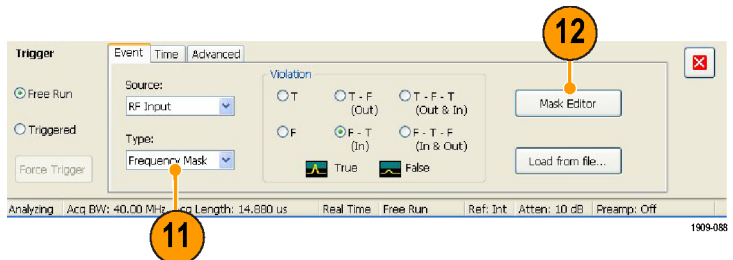 12
Trigger
Event Time Advanced
Free Run
Triggered
Force Trigger
Source:
RF Input
Type:
Frequency Mask
Violation
T
T - F
(Out)
T - F - T
(Out & In)
F
F - T
(In)
F - T - F
(In & Out)
True
False
Mask Editor
Load from file...
Analyzing Acq BW: 40.00 MHz, Acq Length: 14.880 us Real Time Free Run Ref: Int Atten: 10 dB Preamp: Off
11
1909-088